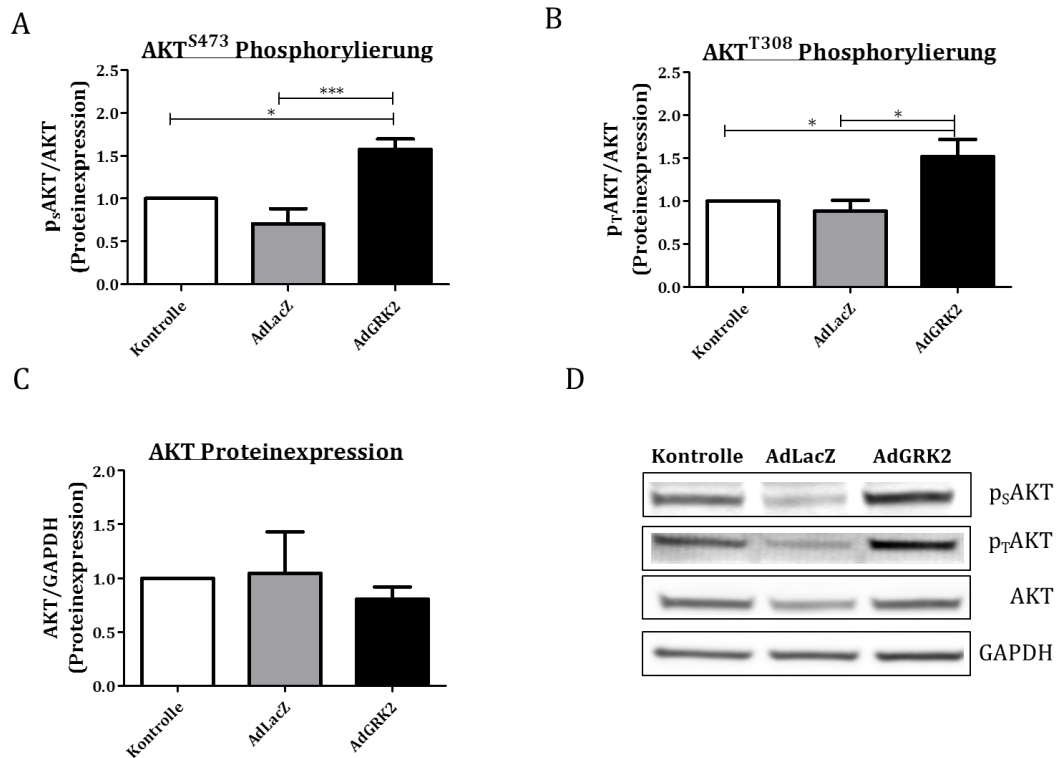 A
AKT^S473 Phosphorylierung
p_sAKT/AKT
(Proteinexpression)
2.5
2.0
1.5
1.0
0.5
0.0
***
*
Kontrolle
AdLacZ
AdGRK2
B
AKT^T308 Phosphorylierung
p_TAKT/AKT
(Proteinexpression)
2.5
2.0
1.5
1.0
0.5
0.0
*
*
Kontrolle
AdLacZ
AdGRK2
C
AKT Proteinexpression
AKT/GAPDH
(Proteinexpression)
2.0
1.5
1.0
0.5
0.0
Kontrolle
AdLacZ
AdGRK2
D
Kontrolle AdLacZ AdGRK2
p_SAKT
p_TAKT
AKT
GAPDH